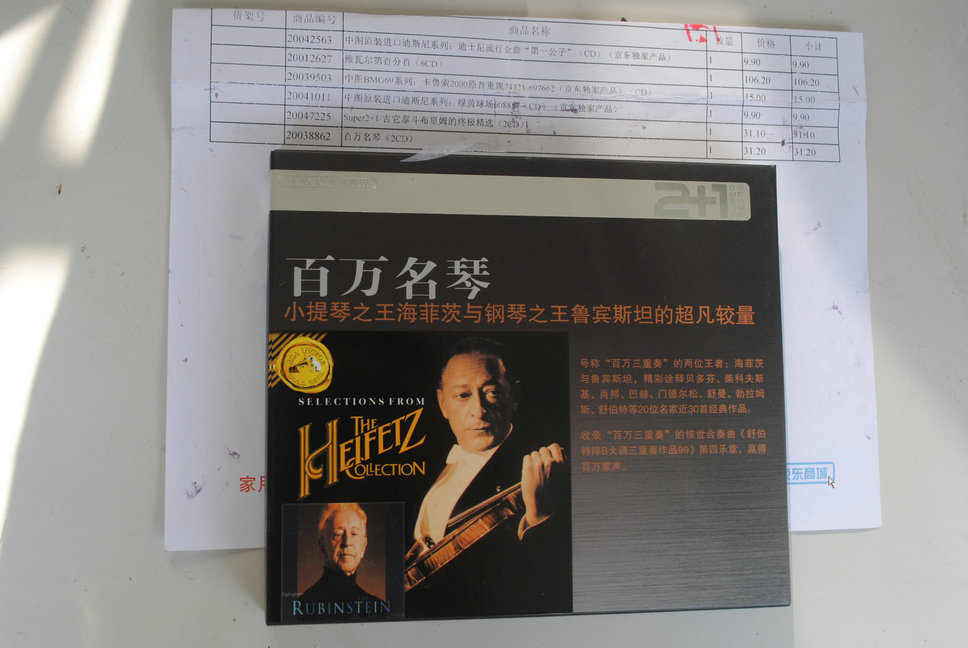 货架号 商品编号 商品名称 数量 价格 小计
20042563 中图原装进口迪斯尼系列：迪士尼流行金曲“第一公子”（CD）（京东独家产品） 1 9.90 9.90
20012627 维瓦尔第百分百（6CD） 1 106.20 106.20
20039503 中图BMG69系列：卡鲁索2000原音重现74321-697662（京东独家产品）（CD） 1 15.00 15.00
20041011 中图原装进口迪斯尼系列：绿茵球场 CD （京东独家产品） 1 9.90 9.90
20047225 Super2+1/吉它泰斗布里姆的终极精选（2CD） 1 31.10 31.10
20038862 百万名琴（2CD） 1 31.20 31.20
2+1
百万名琴
小提琴之王海菲茨与钢琴之王鲁宾斯坦的超凡较量
号称“百万三重奏”的两位王者：海菲茨
与鲁宾斯坦，精彩诠释贝多芬、柴科夫斯
基、肖邦、巴赫、门德尔松、舒曼、勃拉姆
斯、舒伯特等20位名家近30首经典作品。
收录“百万三重奏”的惊世合奏曲《舒伯
特降B大调三重奏作品99》第四乐章，赢得
百万掌声。
SELECTIONS FROM
THE
HEIFETZ
COLLECTION
RUBINSTEIN
家用
京东商城